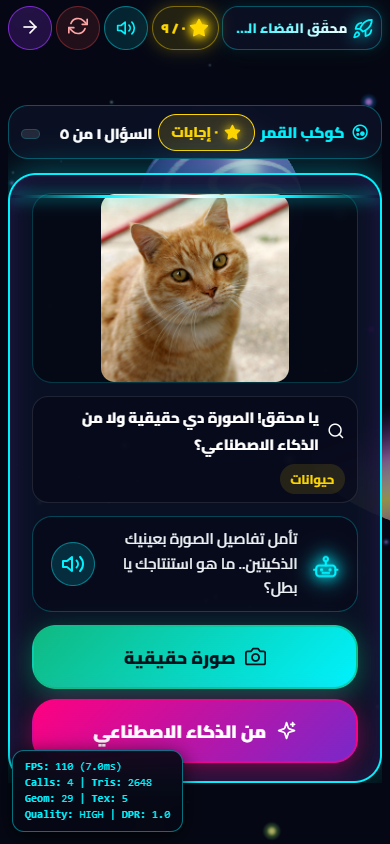 محقّق الفضاء ال...
٠ / ٩
كوكب القمر
٠ إجابات
السؤال ١ من ٥
يا محقق! الصورة دي حقيقية ولا من
الذكاء الاصطناعي؟
حيوانات
تأمل تفاصيل الصورة بعينيك
الذكيتين.. ما هو استنتاجك يا
بطل؟
صورة حقيقية
من الذكاء الاصطناعي
FPS: 110 (7.0ms)
Calls: 4 | Tris: 2648
Geom: 29 | Tex: 5
Quality: HIGH | DPR: 1.0